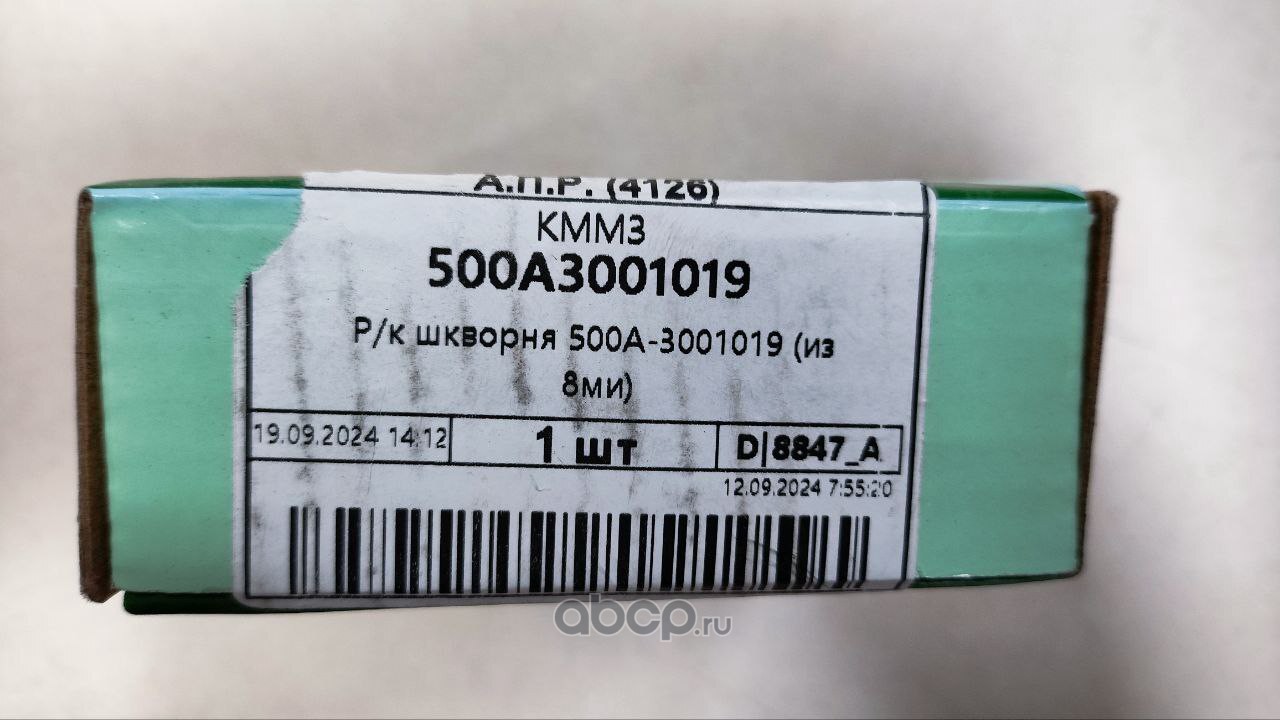 А.П.Р. (4126)
КММЗ
500А3001019
Р/к шкворня 500А-3001019 (из
8ми)
19.09.2024 14:12
1 шт
D|8847_A
12.09.2024 7:55:20
abcp.ru